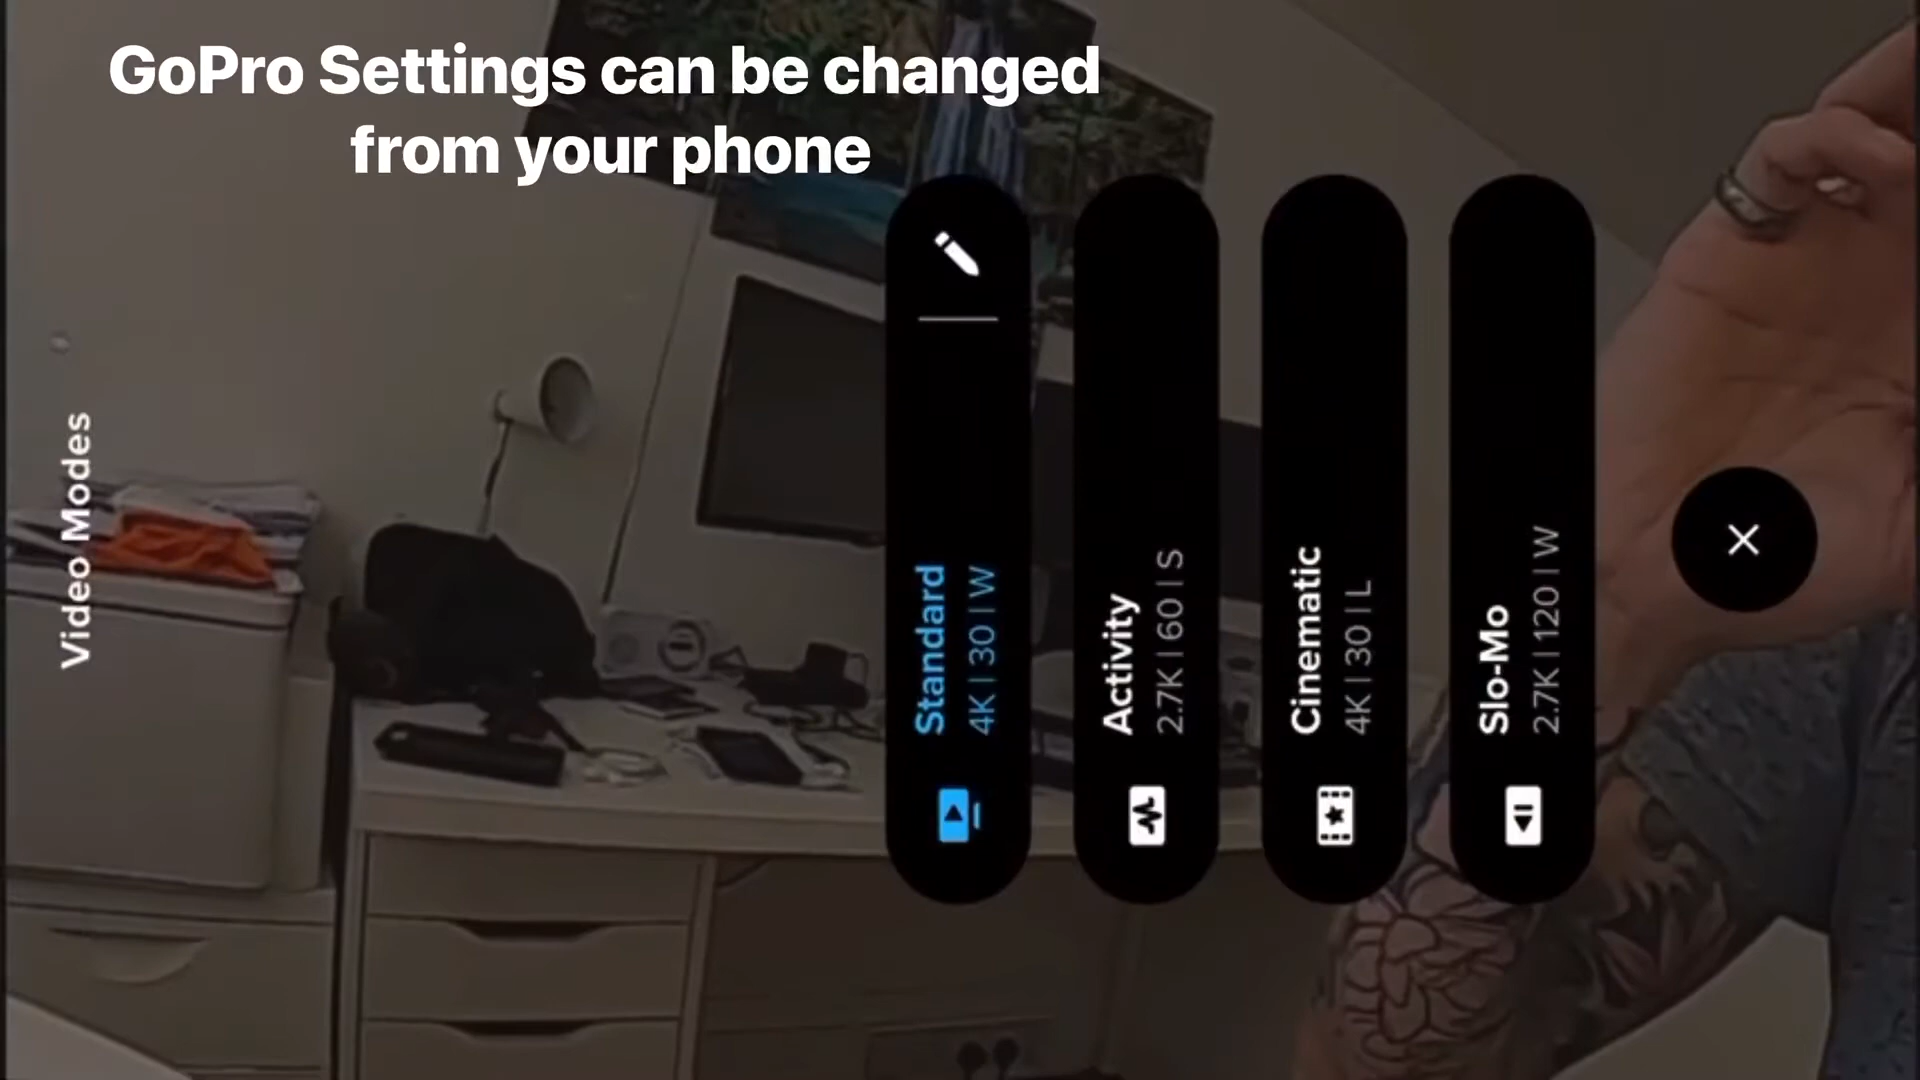 GoPro Settings can be changed
from your phone
Video Modes
Standard
4K | 30 | W
Activity
2.7K | 60 | S
Cinematic
4K | 30 | L
Slo-Mo
2.7K | 120 | W